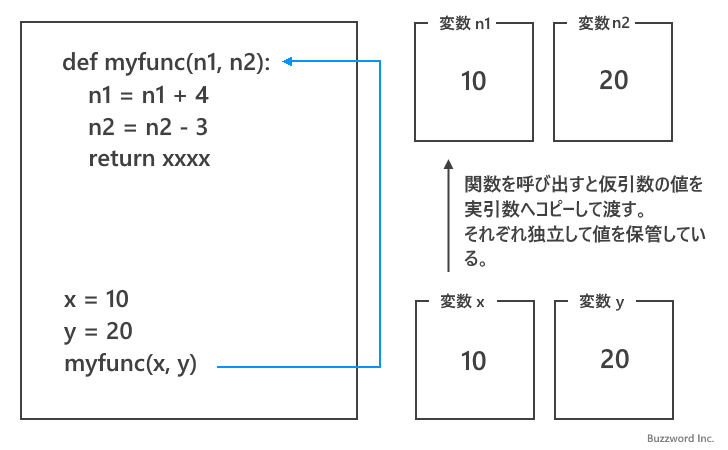 def myfunc(n1, n2):
n1 = n1 + 4
n2 = n2 - 3
return xxxx
x = 10
y = 20
myfunc(x, y)
変数 n1
10
変数 n2
20
関数を呼び出すと仮引数の値を
実引数へコピーして渡す。
それぞれ独立して値を保管してい
る。
変数 x
10
変数 y
20
Buzzword Inc.